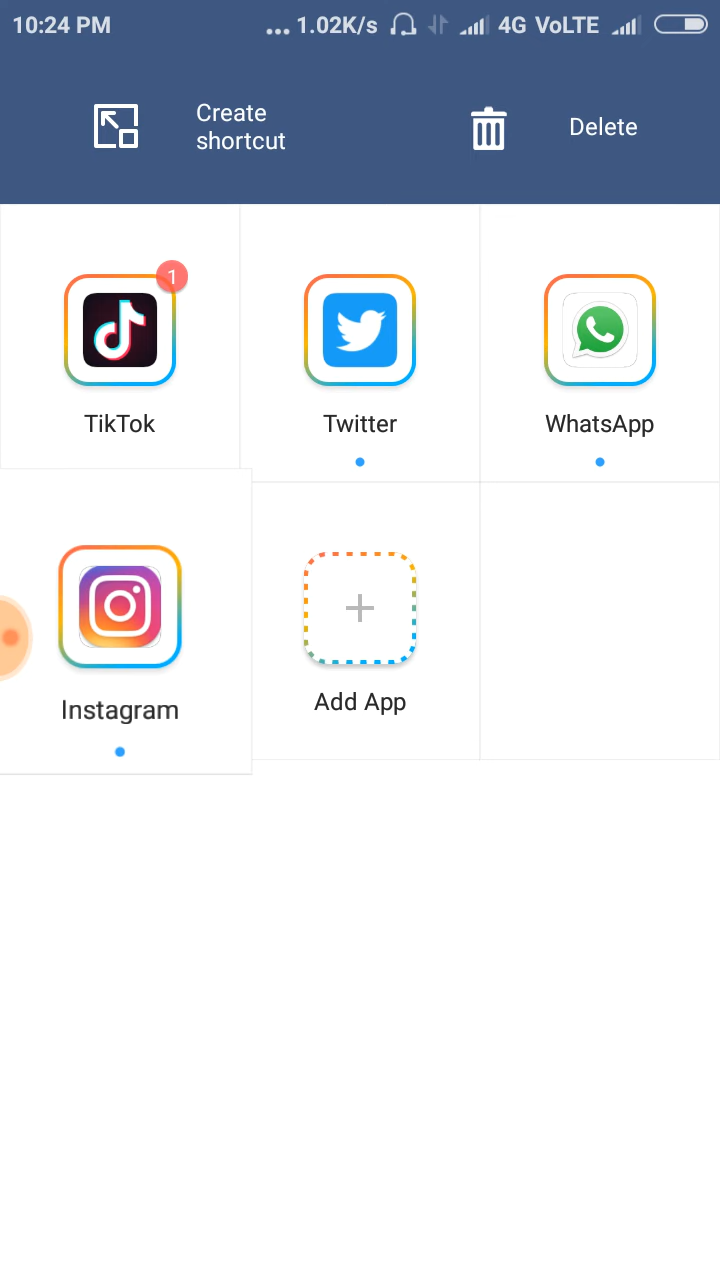 10:24 PM ... 1.02K/s 4G VoLTE
Create
shortcut
Delete
1
TikTok
Twitter
WhatsApp
Instagram
Add App